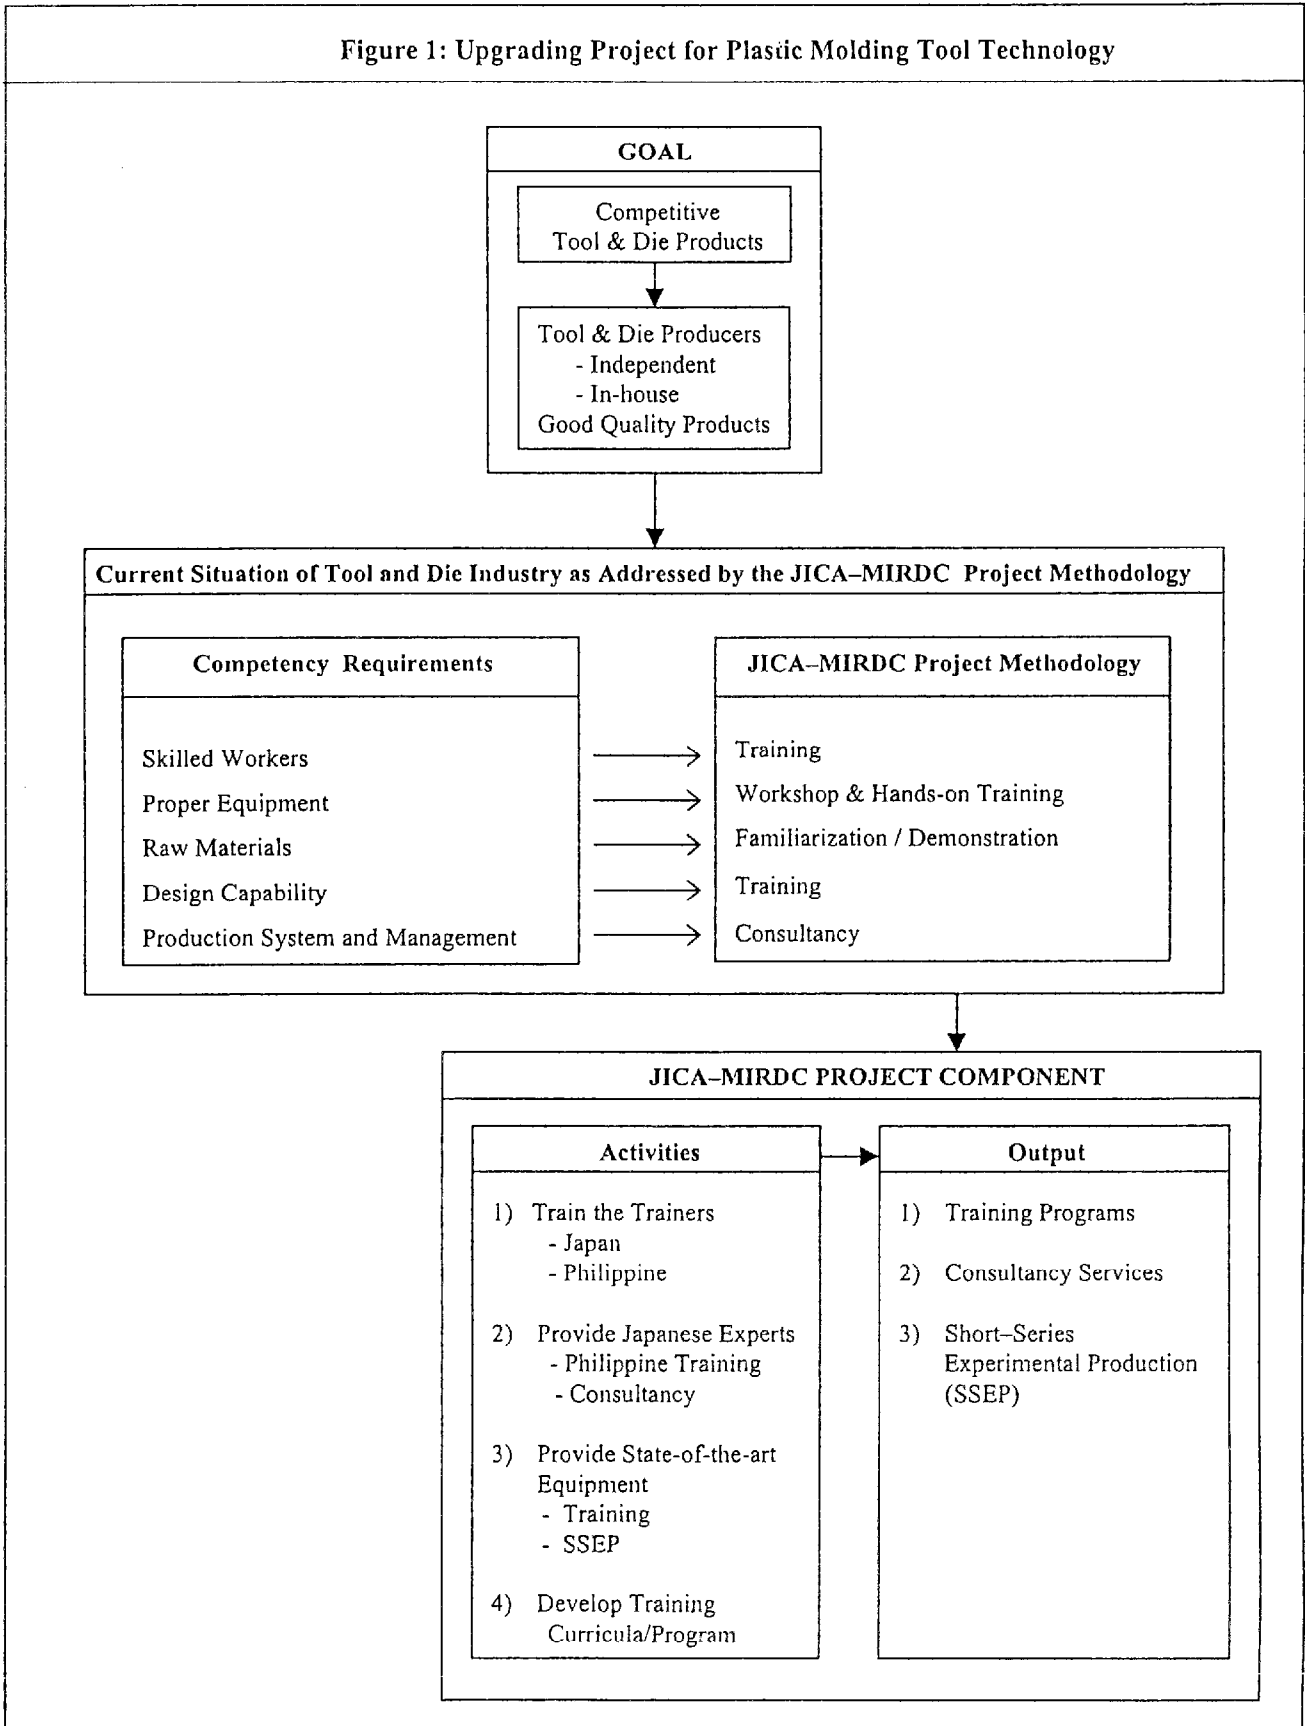 Figure 1: Upgrading Project for Plastic Molding Tool Technology
GOAL
Competitive
Tool & Die Products
Tool & Die Producers
- Independent
- In-house
Good Quality Products
Current Situation of Tool and Die Industry as Addressed by the JICA–MIRDC Project Methodology
Competency Requirements
Skilled Workers
Proper Equipment
Raw Materials
Design Capability
Production System and Management
JICA–MIRDC Project Methodology
Training
Workshop & Hands-on Training
Familiarization / Demonstration
Training
Consultancy
JICA–MIRDC PROJECT COMPONENT
Activities
1) Train the Trainers
- Japan
- Philippine
2) Provide Japanese Experts
- Philippine Training
- Consultancy
3) Provide State-of-the-art
Equipment
- Training
- SSEP
4) Develop Training
Curricula/Program
Output
1) Training Programs
2) Consultancy Services
3) Short–Series
Experimental Production
(SSEP)